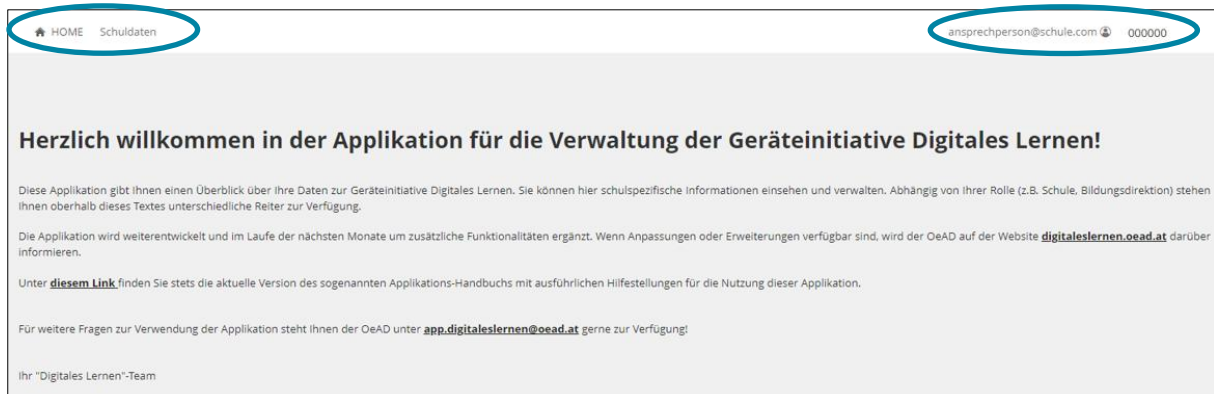 HOME Schuldaten ansprechperson@schule.com 000000
Herzlich willkommen in der Applikation für die Verwaltung der Geräteinitiative Digitales Lernen!
Diese Applikation gibt Ihnen einen Überblick über Ihre Daten zur Geräteinitiative Digitales Lernen. Sie können hier schulspezifische Informationen einsehen und verwalten. Abhängig von Ihrer Rolle (z.B. Schule, Bildungsdirektion) stehen
Ihnen oberhalb dieses Textes unterschiedliche Reiter zur Verfügung.
Die Applikation wird weiterentwickelt und im Laufe der nächsten Monate um zusätzliche Funktionalitäten ergänzt. Wenn Anpassungen oder Erweiterungen verfügbar sind, wird der OeAD auf der Website digitaleslernen.oead.at darüber
informieren.
Unter diesem Link finden Sie stets die aktuelle Version des sogenannten Applikations-Handbuchs mit ausführlichen Hilfestellungen für die Nutzung dieser Applikation.
Für weitere Fragen zur Verwendung der Applikation steht Ihnen der OeAD unter app.digitaleslernen@oead.at gerne zur Verfügung!
Ihr "Digitales Lernen"-Team